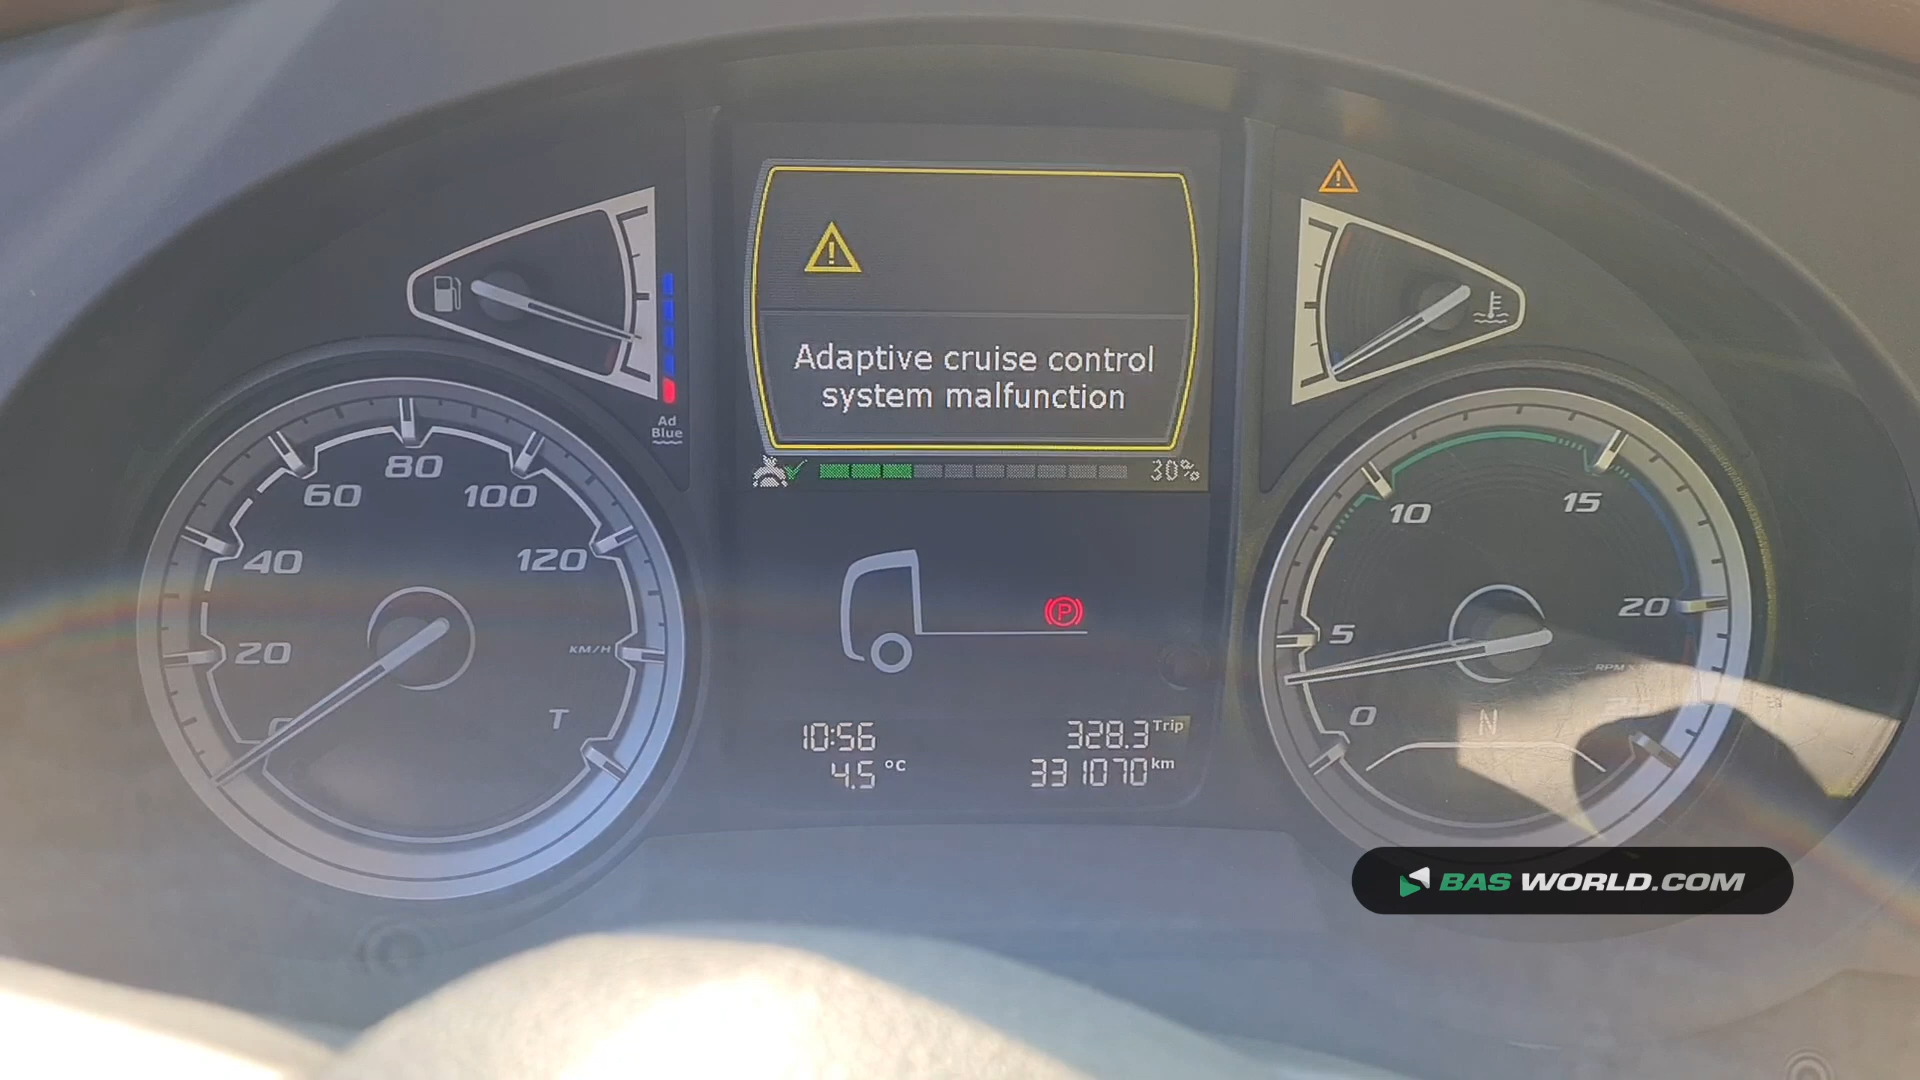 Adaptive cruise control
system malfunction
30%
Ad
Blue
80
60
100
40
120
20
KM/H
T
10
15
5
20
0
N
P
10:56
328.3 Trip
4.5 °C
331070 km
BAS WORLD.COM